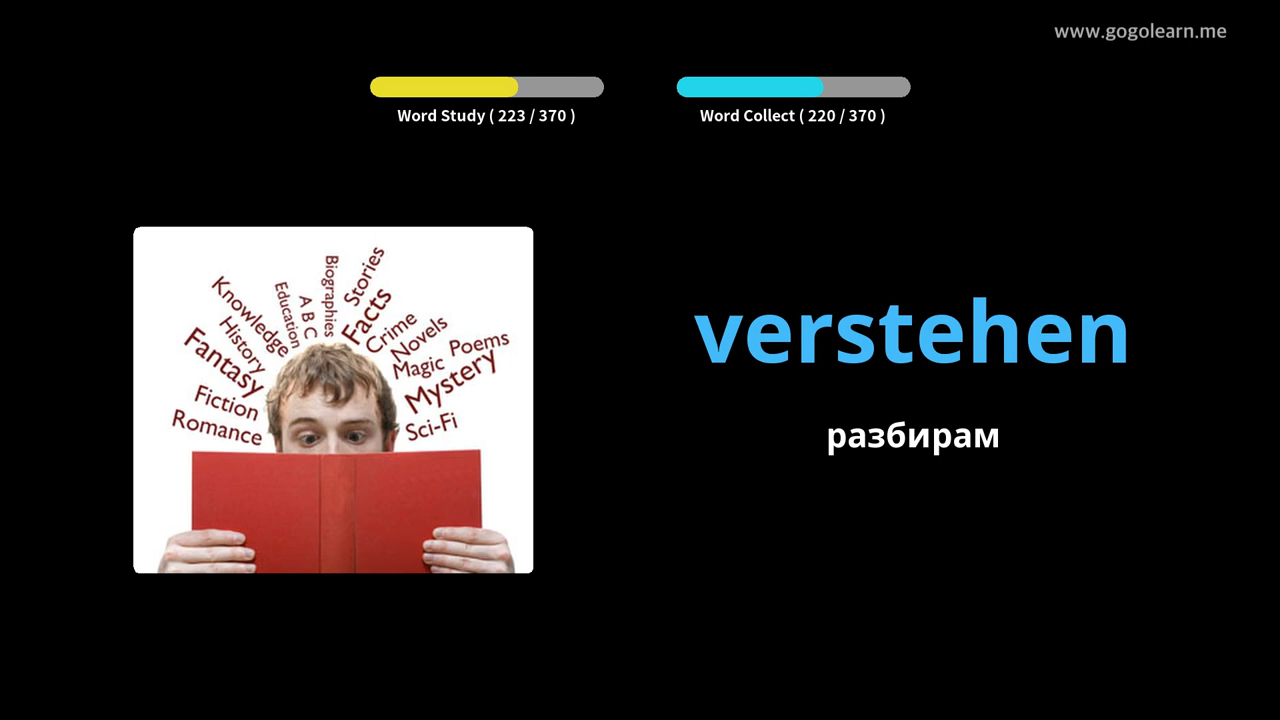 www.gogolearn.me
Word Study ( 223 / 370 )
Word Collect ( 220 / 370 )
Biographies
Stories
Education
A B C
Facts
Knowledge
Crime
History
Novels
Fantasy
Magic
Poems
Mystery
Fiction
Romance
Sci-Fi
verstehen
разбирам